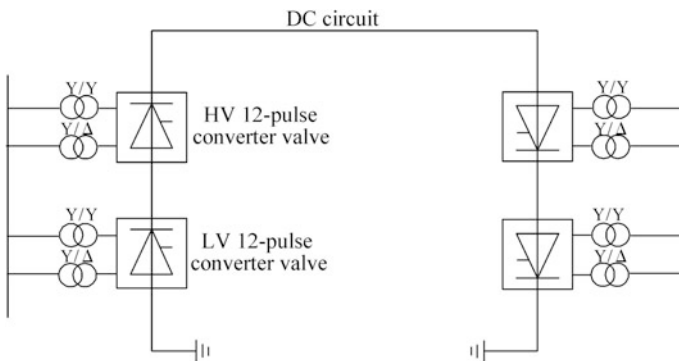 DC circuit
Y/Y
Y/Δ
HV 12-pulse
converter valve
Y/Y
Y/Δ
Y/Y
Y/Δ
LV 12-pulse
converter valve
Y/Y
Y/Δ